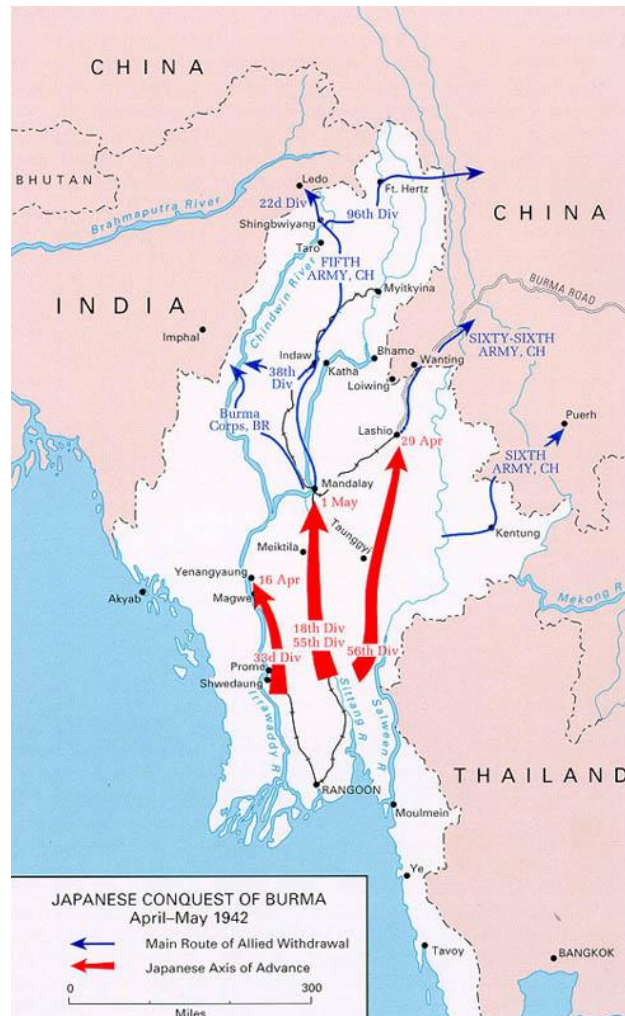 CHINA
BHUTAN
Ledo
Ft. Hertz
22d Div
96th Div
Brahmaputra River
Shingbwiyang
CHINA
Taro
FIFTH
ARMY, CH
Chindwin River
INDIA
Myitkyina
BURMA ROAD
Imphal
SIXTY-SIXTH
ARMY, CH
Indaw
Katha
Bhamo
Wanting
38th
Div
Loiwing
Burma
Corps, BR
Puerh
Lashio
29 Apr
SIXTH
ARMY, CH
Mandalay
1 May
Taunggyi
Kentung
Meiktila
Yenangyaung
16 Apr
Akyab
Magwe
Mekong R
18th Div
55th Div
33d Div
56th Div
Prome
Shwedaung
Irrawaddy R
Sittang R
Salween R
RANGOON
THAILAND
Moulmein
Ye
Tavoy
BANGKOK
JAPANESE CONQUEST OF BURMA
April–May 1942
Main Route of Allied Withdrawal
Japanese Axis of Advance
0 300
Miles